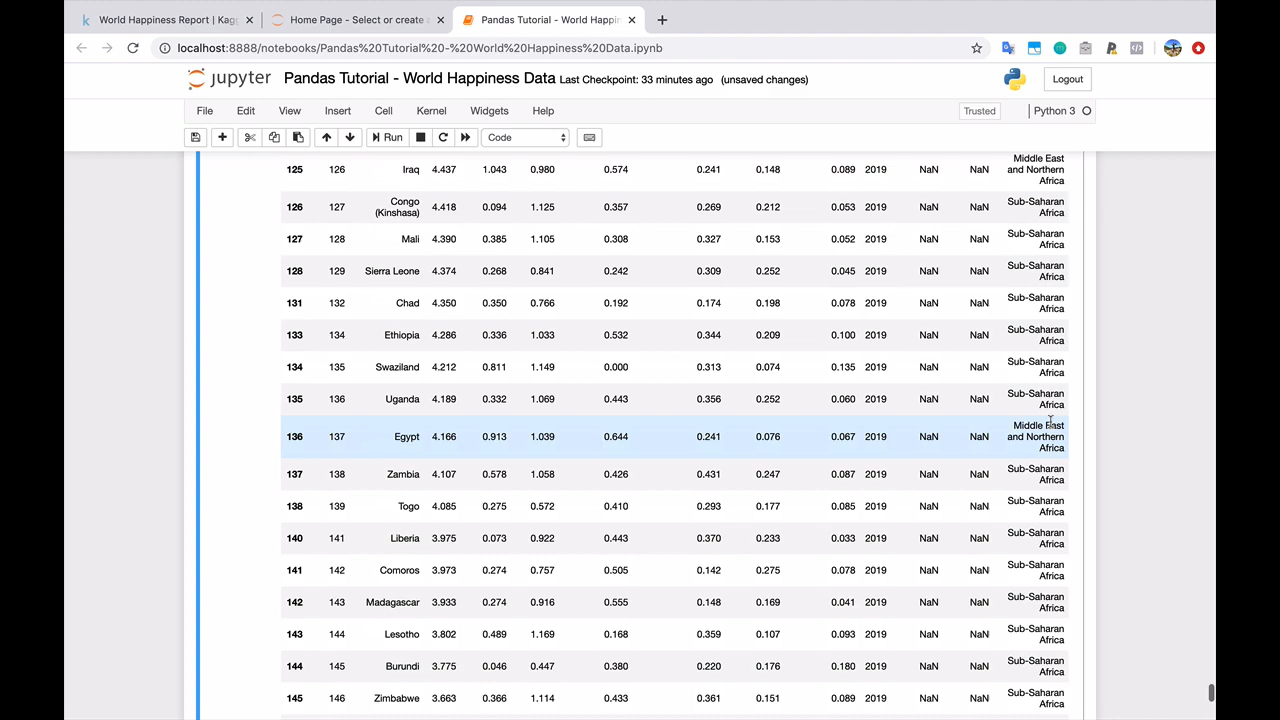 World Happiness Report | Kagg
Home Page - Select or create a
Pandas Tutorial - World Happin
localhost:8888/notebooks/Pandas%20Tutorial%20-%20World%20Happiness%20Data.ipynb
jupyter Pandas Tutorial - World Happiness Data Last Checkpoint: 33 minutes ago (unsaved changes) Logout
File Edit View Insert Cell Kernel Widgets Help Trusted Python 3
Run Code
125 126 Iraq 4.437 1.043 0.980 0.574 0.241 0.148 0.089 2019 NaN NaN Middle East
and Northern
Africa
126 127 Congo
(Kinshasa) 4.418 0.094 1.125 0.357 0.269 0.212 0.053 2019 NaN NaN Sub-Saharan
Africa
127 128 Mali 4.390 0.385 1.105 0.308 0.327 0.153 0.052 2019 NaN NaN Sub-Saharan
Africa
128 129 Sierra Leone 4.374 0.268 0.841 0.242 0.309 0.252 0.045 2019 NaN NaN Sub-Saharan
Africa
131 132 Chad 4.350 0.350 0.766 0.192 0.174 0.198 0.078 2019 NaN NaN Sub-Saharan
Africa
133 134 Ethiopia 4.286 0.336 1.033 0.532 0.344 0.209 0.100 2019 NaN NaN Sub-Saharan
Africa
134 135 Swaziland 4.212 0.811 1.149 0.000 0.313 0.074 0.135 2019 NaN NaN Sub-Saharan
Africa
135 136 Uganda 4.189 0.332 1.069 0.443 0.356 0.252 0.060 2019 NaN NaN Sub-Saharan
Africa
136 137 Egypt 4.166 0.913 1.039 0.644 0.241 0.076 0.067 2019 NaN NaN Middle East
and Northern
Africa
137 138 Zambia 4.107 0.578 1.058 0.426 0.431 0.247 0.087 2019 NaN NaN Sub-Saharan
Africa
138 139 Togo 4.085 0.275 0.572 0.410 0.293 0.177 0.085 2019 NaN NaN Sub-Saharan
Africa
140 141 Liberia 3.975 0.073 0.922 0.443 0.370 0.233 0.033 2019 NaN NaN Sub-Saharan
Africa
141 142 Comoros 3.973 0.274 0.757 0.505 0.142 0.275 0.078 2019 NaN NaN Sub-Saharan
Africa
142 143 Madagascar 3.933 0.274 0.916 0.555 0.148 0.169 0.041 2019 NaN NaN Sub-Saharan
Africa
143 144 Lesotho 3.802 0.489 1.169 0.168 0.359 0.107 0.093 2019 NaN NaN Sub-Saharan
Africa
144 145 Burundi 3.775 0.046 0.447 0.380 0.220 0.176 0.180 2019 NaN NaN Sub-Saharan
Africa
145 146 Zimbabwe 3.663 0.366 1.114 0.433 0.361 0.151 0.089 2019 NaN NaN Sub-Saharan
Africa